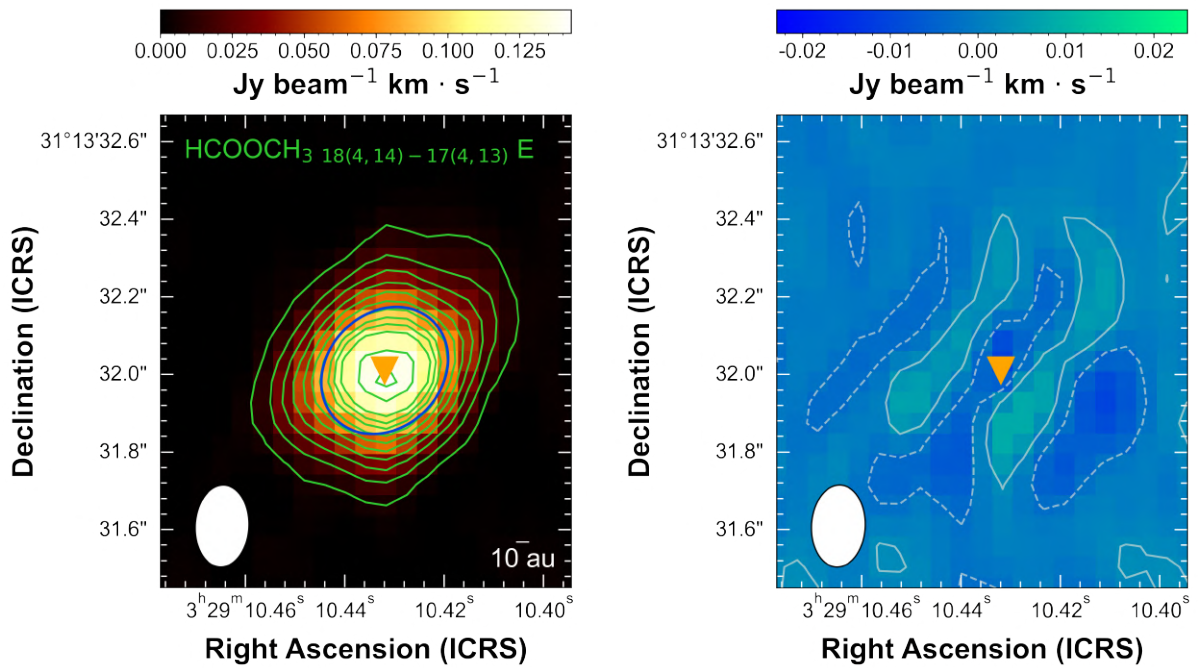 0.000 0.025 0.050 0.075 0.100 0.125
Jy beam⁻¹ km · s⁻¹
-0.02 -0.01 0.00 0.01 0.02
Jy beam⁻¹ km · s⁻¹
HCOOCH₃ 18(4, 14) − 17(4, 13) E
31°13'32.6"
32.4"
32.2"
32.0"
31.8"
31.6"
Declination (ICRS)
10 au
3ʰ29ᵐ10.46ˢ 10.44ˢ 10.42ˢ 10.40ˢ
Right Ascension (ICRS)
31°13'32.6"
32.4"
32.2"
32.0"
31.8"
31.6"
Declination (ICRS)
3ʰ29ᵐ10.46ˢ 10.44ˢ 10.42ˢ 10.40ˢ
Right Ascension (ICRS)